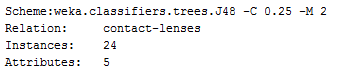 Scheme:weka.classifiers.trees.J48 -C 0.25 -M 2
Relation: contact-lenses
Instances: 24
Attributes: 5